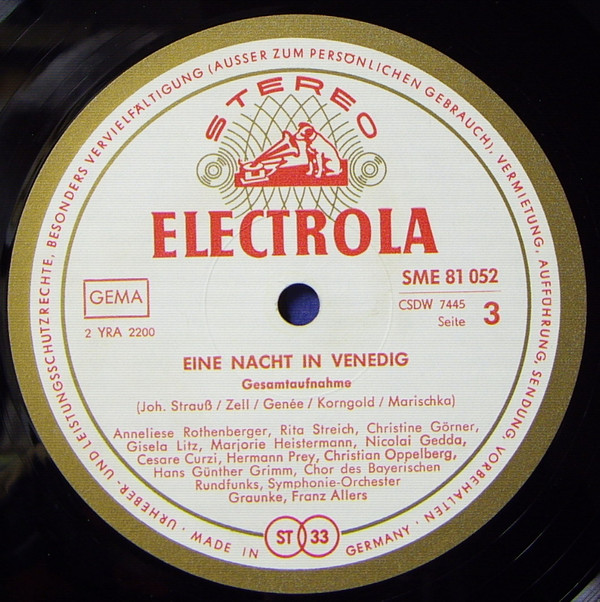 URHEBER- UND LEISTUNGSSCHUTZRECHTE, BESONDERS VERVIELFÄLTIGUNG (AUSSER ZUM PERSÖNLICHEN GEBRAUCH), VERMIETUNG, AUFFÜHRUNG, SENDUNG, VORBEHALTEN ·
STEREO
ELECTROLA
SME 81 052
GEMA
CSDW 7445
2 YRA 2200
Seite 3
EINE NACHT IN VENEDIG
Gesamtaufnahme
(Joh. Strauß / Zell / Genée / Korngold / Marischka)
Anneliese Rothenberger, Rita Streich, Christine Görner,
Gisela Litz, Marjorie Heistermann, Nicolai Gedda,
Cesare Curzi, Hermann Prey, Christian Oppelberg,
Hans Günther Grimm, Chor des Bayerischen
Rundfunks, Symphonie-Orchester
Graunke, Franz Allers
MADE IN GERMANY ·
ST 33